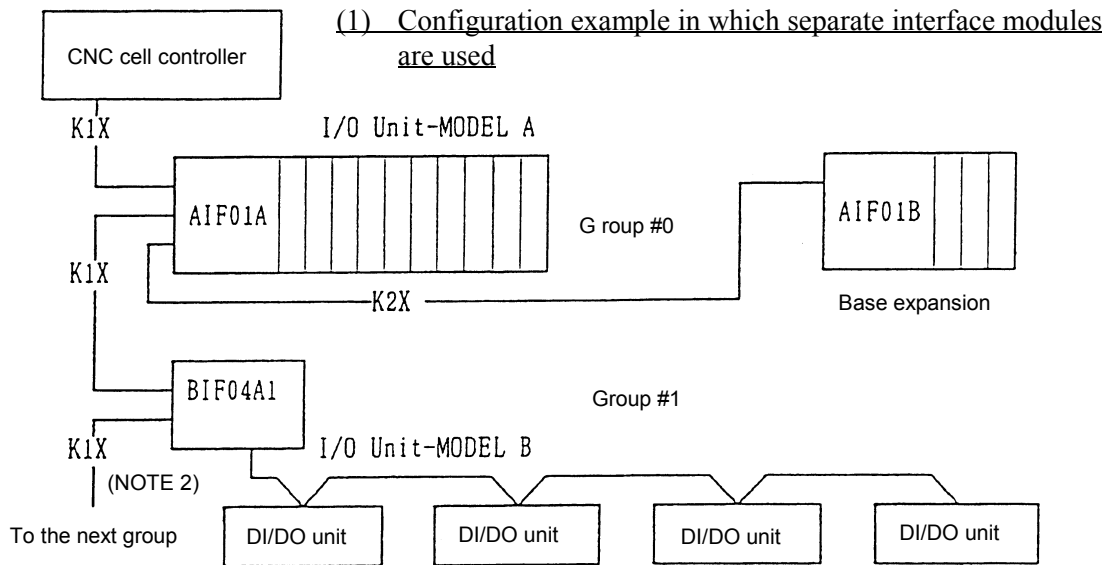 (1) Configuration example in which separate interface modules
are used
CNC cell controller
K1X
I/O Unit-MODEL A
AIF01A
G roup #0
AIF01B
K1X
K2X
Base expansion
BIF04A1
Group #1
K1X
I/O Unit-MODEL B
(NOTE 2)
To the next group
DI/DO unit
DI/DO unit
DI/DO unit
DI/DO unit